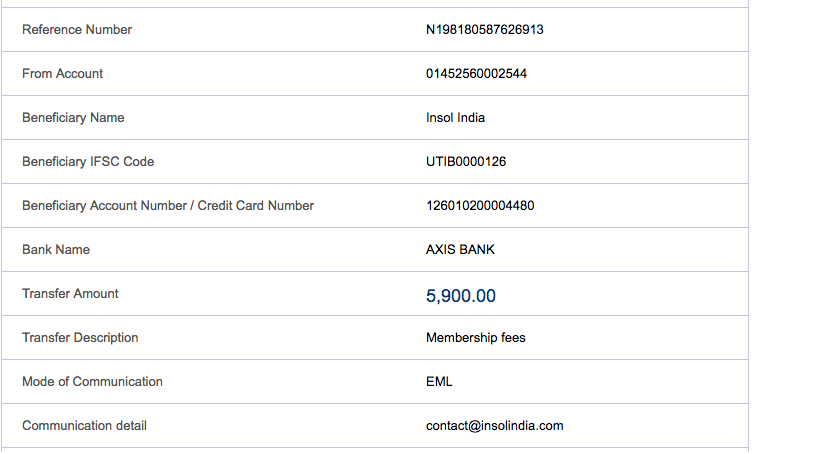 Reference Number N198180587626913
From Account 01452560002544
Beneficiary Name Insol India
Beneficiary IFSC Code UTIB0000126
Beneficiary Account Number / Credit Card Number 126010200004480
Bank Name AXIS BANK
Transfer Amount 5,900.00
Transfer Description Membership fees
Mode of Communication EML
Communication detail contact@insolindia.com